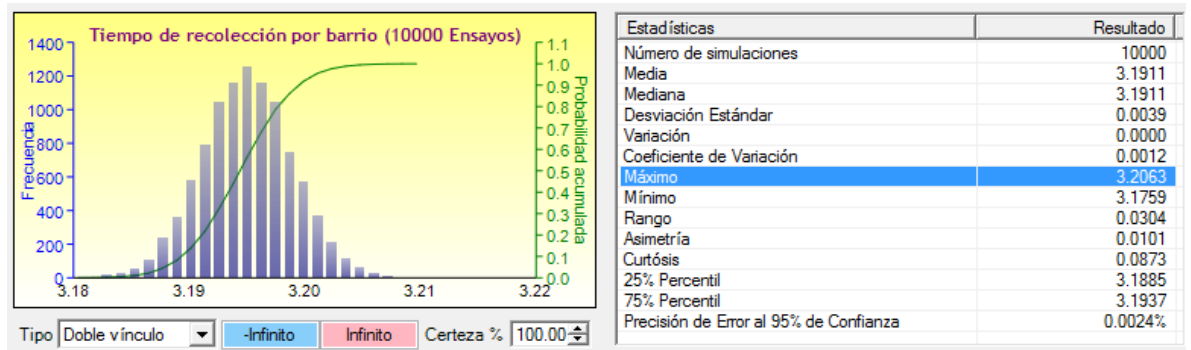 Tiempo de recolección por barrio (10000 Ensayos)
1400
1200
1000
800
600
400
200
0
Frecuencia
3.18
3.19
3.20
3.21
3.22
1.1
1.0
0.9
0.8
0.7
0.6
0.5
0.4
0.3
0.2
0.1
0.0
Probabilidad acumulada
Tipo Doble vínculo -Infinito Infinito Certeza % 100.00
Estadísticas Resultado
Número de simulaciones 10000
Media 3.1911
Mediana 3.1911
Desviación Estándar 0.0039
Variación 0.0000
Coeficiente de Variación 0.0012
Máximo 3.2063
Mínimo 3.1759
Rango 0.0304
Asimetría 0.0101
Curtósis 0.0873
25% Percentil 3.1885
75% Percentil 3.1937
Precisión de Error al 95% de Confianza 0.0024%